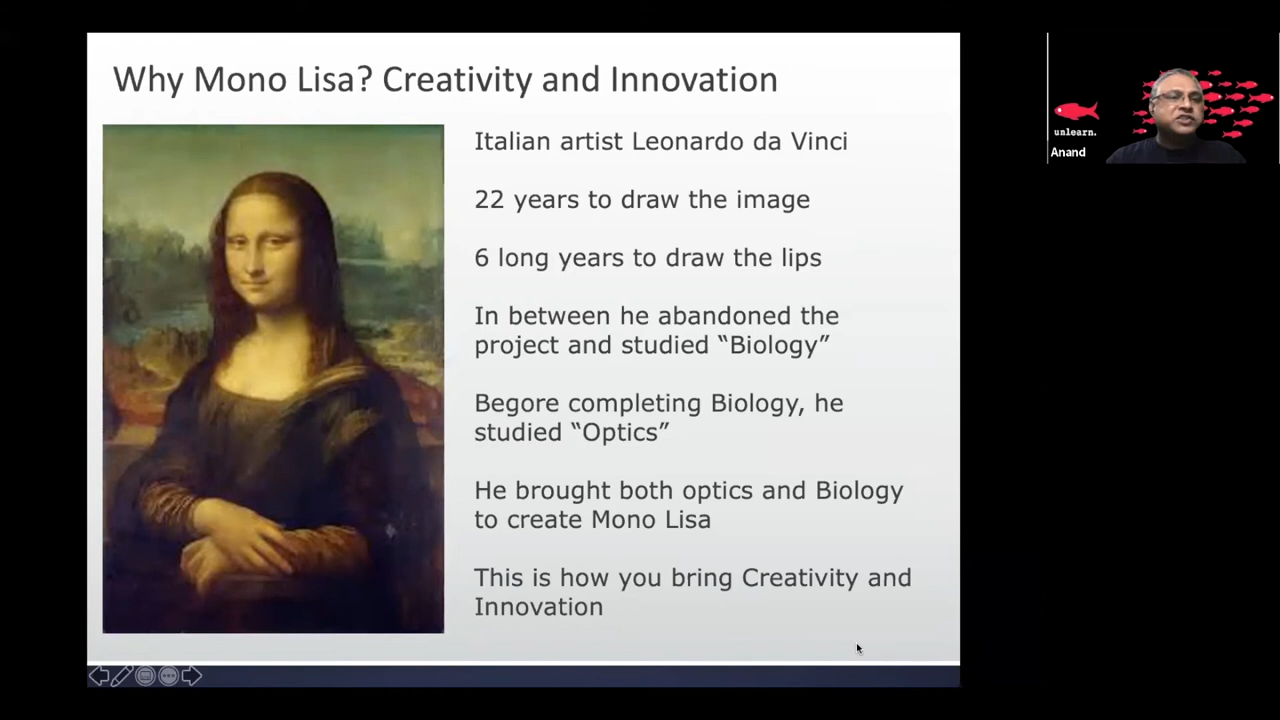 Why Mono Lisa? Creativity and Innovation
Italian artist Leonardo da Vinci
22 years to draw the image
6 long years to draw the lips
In between he abandoned the
project and studied “Biology”
Begore completing Biology, he
studied “Optics”
He brought both optics and Biology
to create Mono Lisa
This is how you bring Creativity and
Innovation
unlearn.
Anand